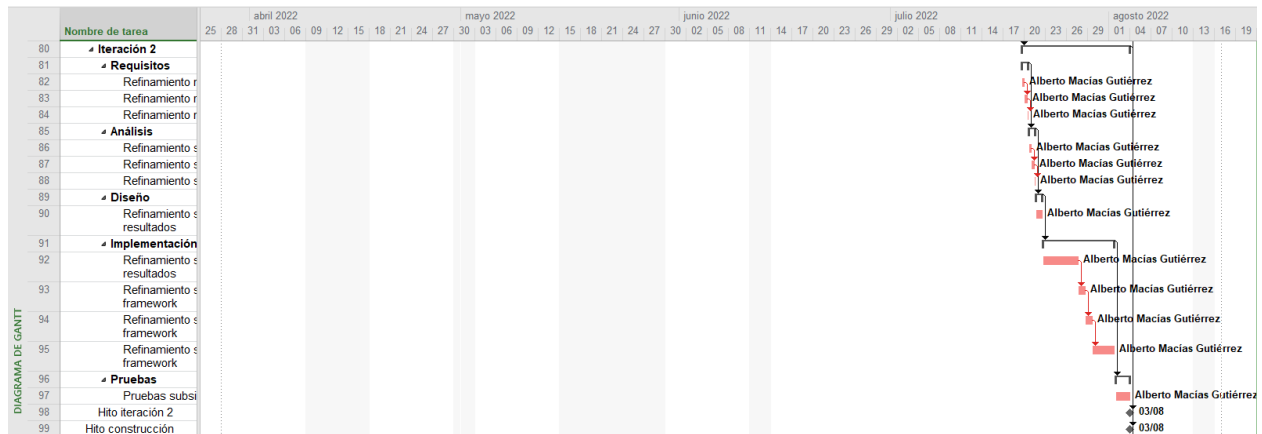 abril 2022 mayo 2022 junio 2022 julio 2022 agosto 2022
Nombre de tarea 25 28 31 03 06 09 12 15 18 21 24 27 30 03 06 09 12 15 18 21 24 27 30 02 05 08 11 14 17 20 23 26 29 02 05 08 11 14 17 20 23 26 29 01 04 07 10 13 16 19
80 Iteración 2
81 Requisitos
82 Refinamiento r Alberto Macías Gutiérrez
83 Refinamiento r Alberto Macías Gutiérrez
84 Refinamiento r Alberto Macías Gutiérrez
85 Análisis
86 Refinamiento s Alberto Macías Gutiérrez
87 Refinamiento s Alberto Macías Gutiérrez
88 Refinamiento s Alberto Macías Gutiérrez
89 Diseño
90 Refinamiento s Alberto Macías Gutiérrez
resultados
91 Implementación
92 Refinamiento s Alberto Macías Gutiérrez
resultados
93 Refinamiento s Alberto Macías Gutiérrez
framework
94 Refinamiento s Alberto Macías Gutiérrez
framework
95 Refinamiento s Alberto Macías Gutiérrez
framework
96 Pruebas
97 Pruebas subsi Alberto Macías Gutiérrez
98 Hito iteración 2 03/08
99 Hito construcción 03/08
DIAGRAMA DE GANTT